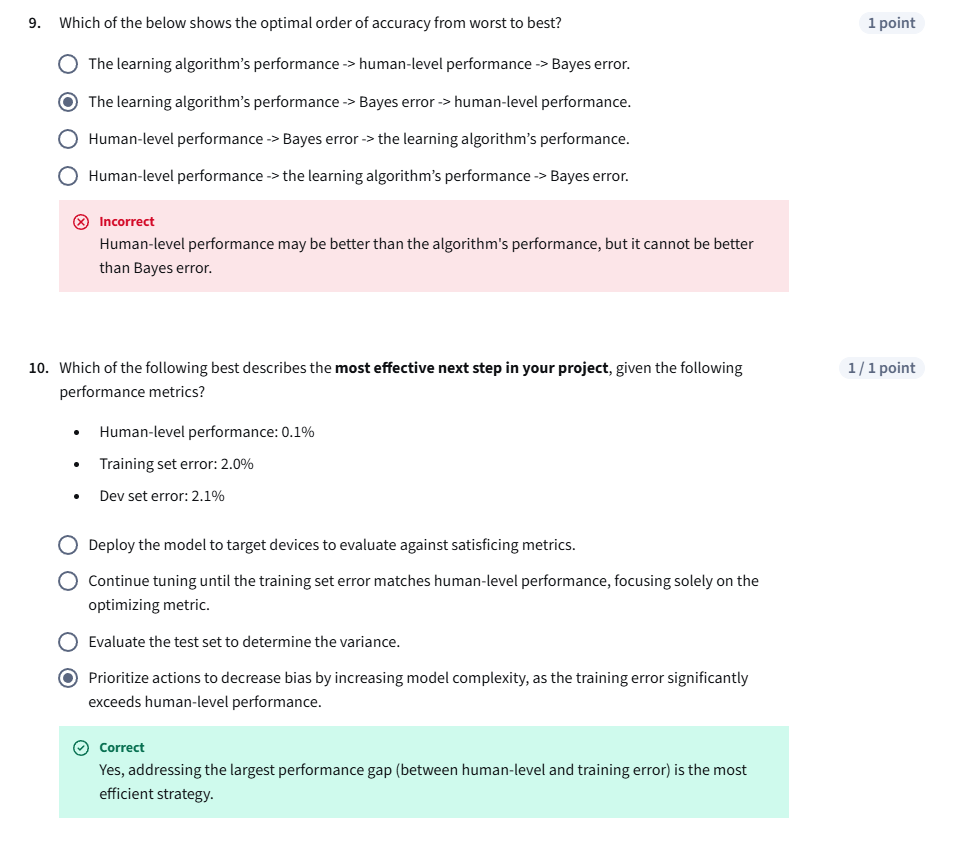 9. Which of the below shows the optimal order of accuracy from worst to best? 1 point
The learning algorithm’s performance -> human-level performance -> Bayes error.
The learning algorithm’s performance -> Bayes error -> human-level performance.
Human-level performance -> Bayes error -> the learning algorithm’s performance.
Human-level performance -> the learning algorithm’s performance -> Bayes error.
Incorrect
Human-level performance may be better than the algorithm's performance, but it cannot be better
than Bayes error.
10. Which of the following best describes the most effective next step in your project, given the following 1 / 1 point
performance metrics?
• Human-level performance: 0.1%
• Training set error: 2.0%
• Dev set error: 2.1%
Deploy the model to target devices to evaluate against satisficing metrics.
Continue tuning until the training set error matches human-level performance, focusing solely on the
optimizing metric.
Evaluate the test set to determine the variance.
Prioritize actions to decrease bias by increasing model complexity, as the training error significantly
exceeds human-level performance.
Correct
Yes, addressing the largest performance gap (between human-level and training error) is the most
efficient strategy.